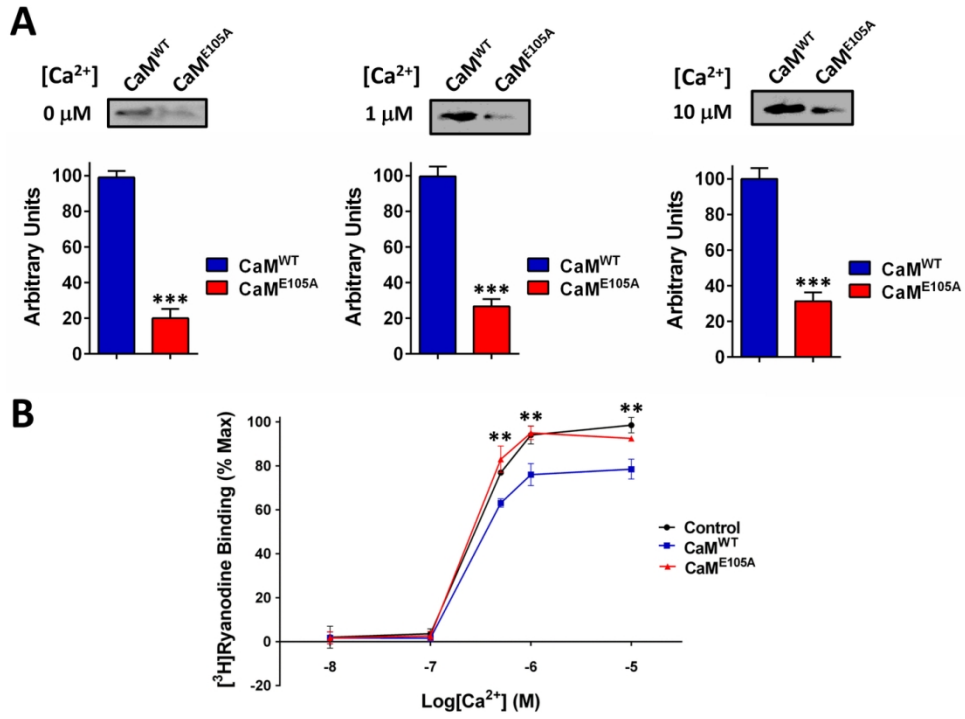 A
[Ca²⁺] CaMᵂᵀ CaMᴱ¹⁰⁵ᴬ
0 μM
[Ca²⁺] CaMᵂᵀ CaMᴱ¹⁰⁵ᴬ
1 μM
[Ca²⁺] CaMᵂᵀ CaMᴱ¹⁰⁵ᴬ
10 μM
Arbitrary Units
100
80
60
40
20
0
***
CaMᵂᵀ
CaMᴱ¹⁰⁵ᴬ
Arbitrary Units
100
80
60
40
20
0
***
CaMᵂᵀ
CaMᴱ¹⁰⁵ᴬ
Arbitrary Units
100
80
60
40
20
0
***
CaMᵂᵀ
CaMᴱ¹⁰⁵ᴬ
B
[³H]Ryanodine Binding (% Max)
100
80
60
40
20
0
-20
** ** **
Control
CaMᵂᵀ
CaMᴱ¹⁰⁵ᴬ
-8 -7 -6 -5
Log[Ca²⁺] (M)